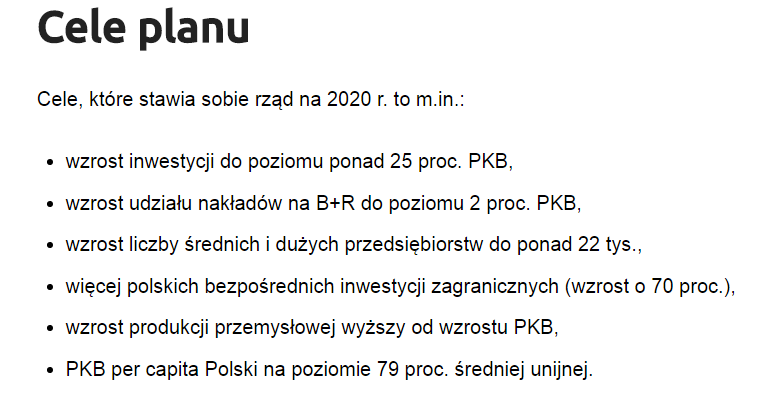 Cele planu
Cele, które stawia sobie rząd na 2020 r. to m.in.:
• wzrost inwestycji do poziomu ponad 25 proc. PKB,
• wzrost udziału nakładów na B+R do poziomu 2 proc. PKB,
• wzrost liczby średnich i dużych przedsiębiorstw do ponad 22 tys.,
• więcej polskich bezpośrednich inwestycji zagranicznych (wzrost o 70 proc.),
• wzrost produkcji przemysłowej wyższy od wzrostu PKB,
• PKB per capita Polski na poziomie 79 proc. średniej unijnej.